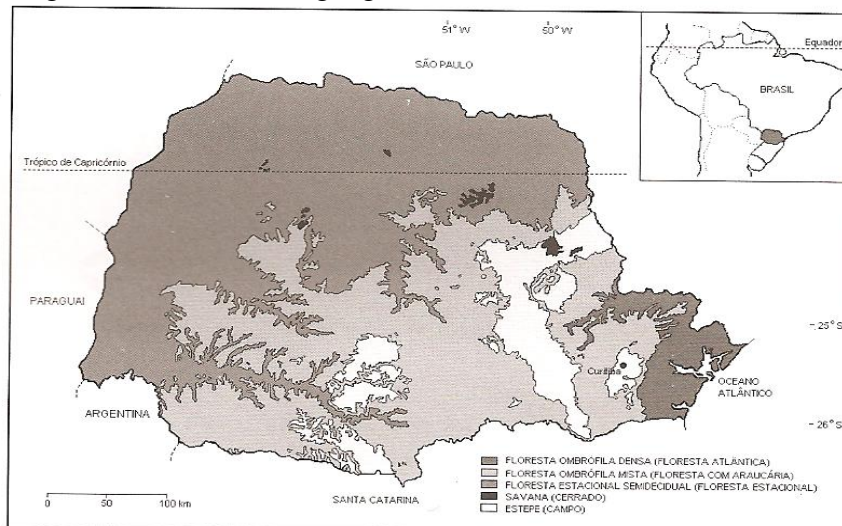 51° W
50° W
SÃO PAULO
Equador
BRASIL
Trópico de Capricórnio
PARAGUAI
25° S
Curitiba
OCEANO
ATLÂNTICO
ARGENTINA
26° S
FLORESTA OMBRÓFILA DENSA (FLORESTA ATLÂNTICA)
FLORESTA OMBRÓFILA MISTA (FLORESTA COM ARAUCÁRIA)
FLORESTA ESTACIONAL SEMIDECIDUAL (FLORESTA ESTACIONAL)
SAVANA (CERRADO)
ESTEPE (CAMPO)
0 50 100 km
SANTA CATARINA